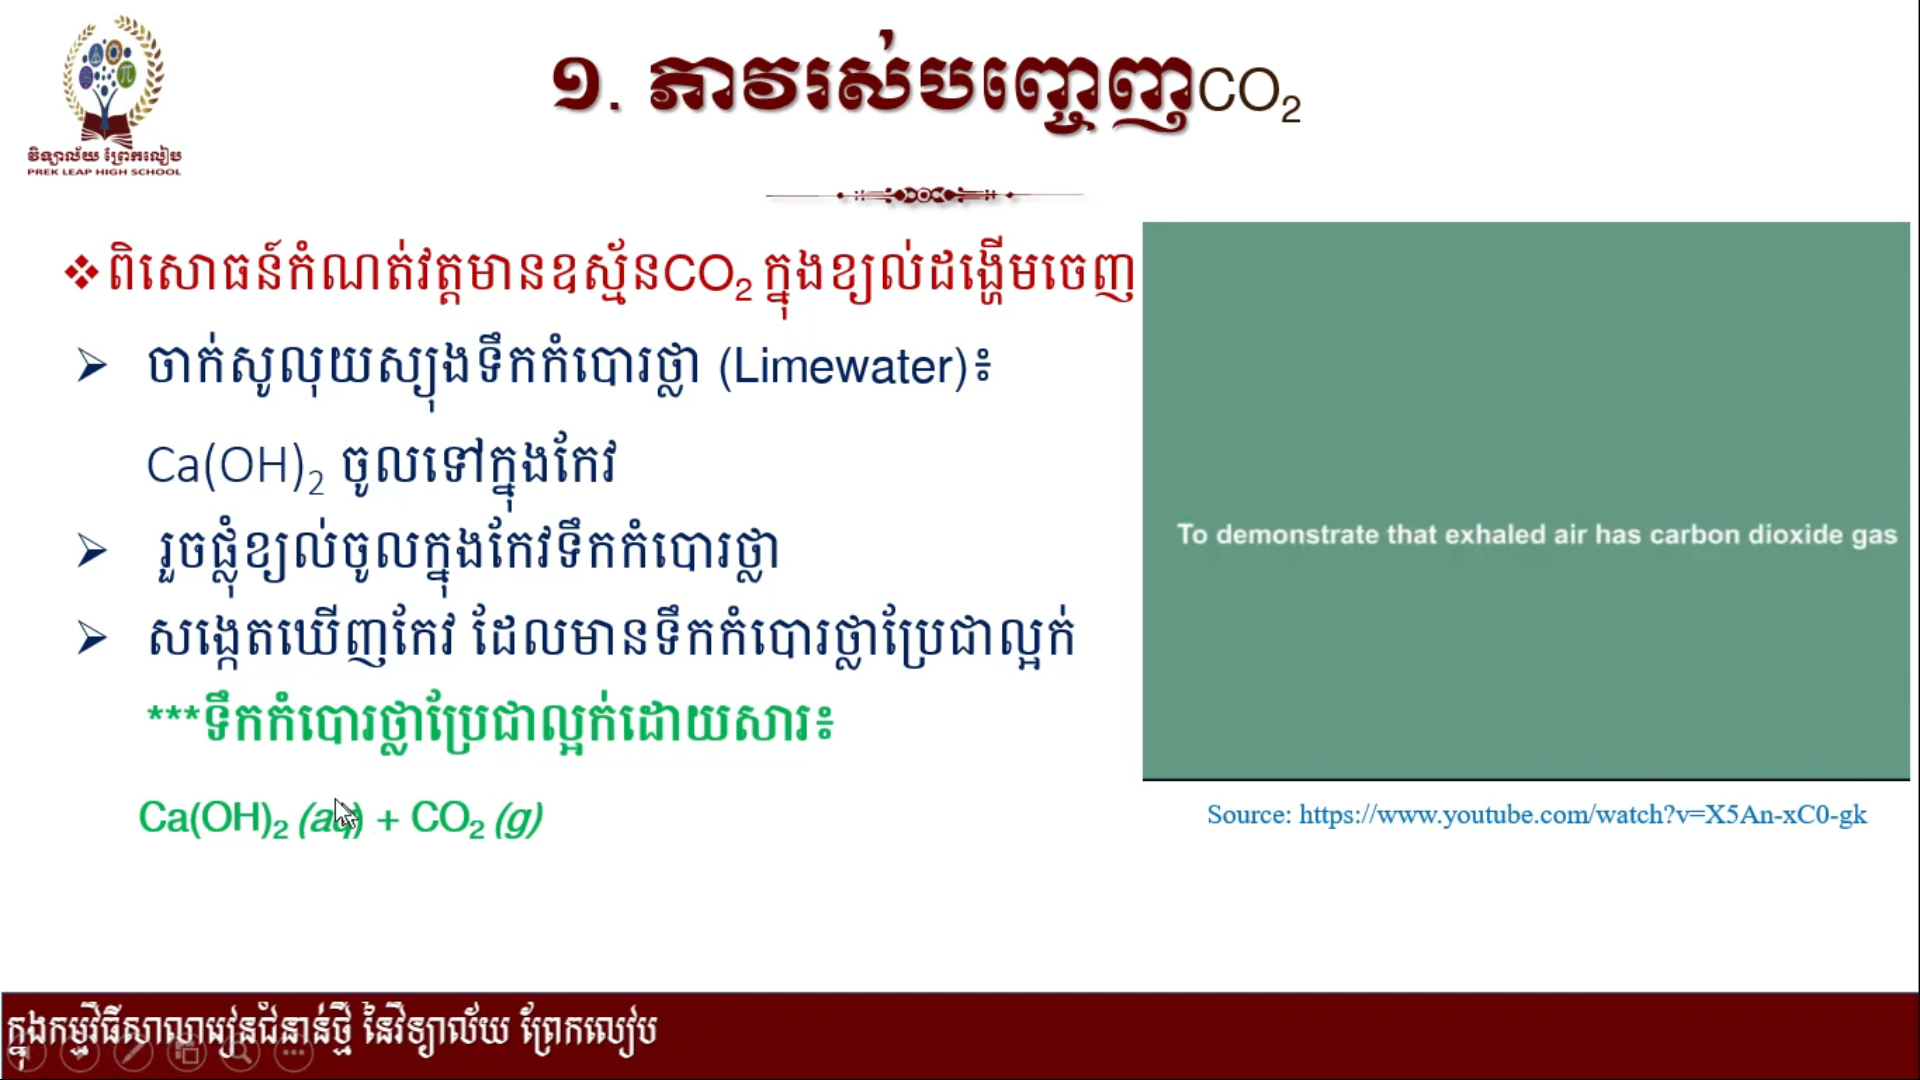 វិទ្យាល័យ ព្រែកលៀប
PREK LEAP HIGH SCHOOL
១. ភាវរស់បញ្ចេញCO₂
❖ពិសោធន៍កំណត់វត្តមានឧស្ម័នCO₂ ក្នុងខ្យល់ដង្ហើមចេញ
➢ ចាក់សូលុយស្យុងទឹកកំបោរថ្លា (Limewater)៖
Ca(OH)₂ ចូលទៅក្នុងកែវ
➢ រួចផ្លុំខ្យល់ចូលក្នុងកែវទឹកកំបោរថ្លា
➢ សង្កេតឃើញកែវ ដែលមានទឹកកំបោរថ្លាប្រែជាល្អក់
***ទឹកកំបោរថ្លាប្រែជាល្អក់ដោយសារ៖
Ca(OH)₂ (aq) + CO₂ (g)
To demonstrate that exhaled air has carbon dioxide gas
Source: https://www.youtube.com/watch?v=X5An-xC0-gk
ក្នុងកម្មវិធីសាលារៀនជំនាន់ថ្មី នៃវិទ្យាល័យ ព្រែកលៀប